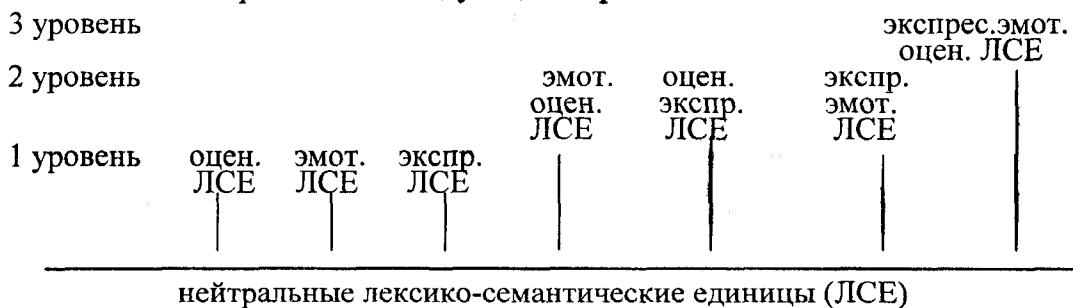 3 уровень экспрес.эмот.
оцен. ЛСЕ
2 уровень эмот. оцен. экспр.
оцен. экспр. эмот.
ЛСЕ ЛСЕ ЛСЕ
1 уровень оцен. эмот. экспр.
ЛСЕ ЛСЕ ЛСЕ
нейтральные лексико-семантические единицы (ЛСЕ)